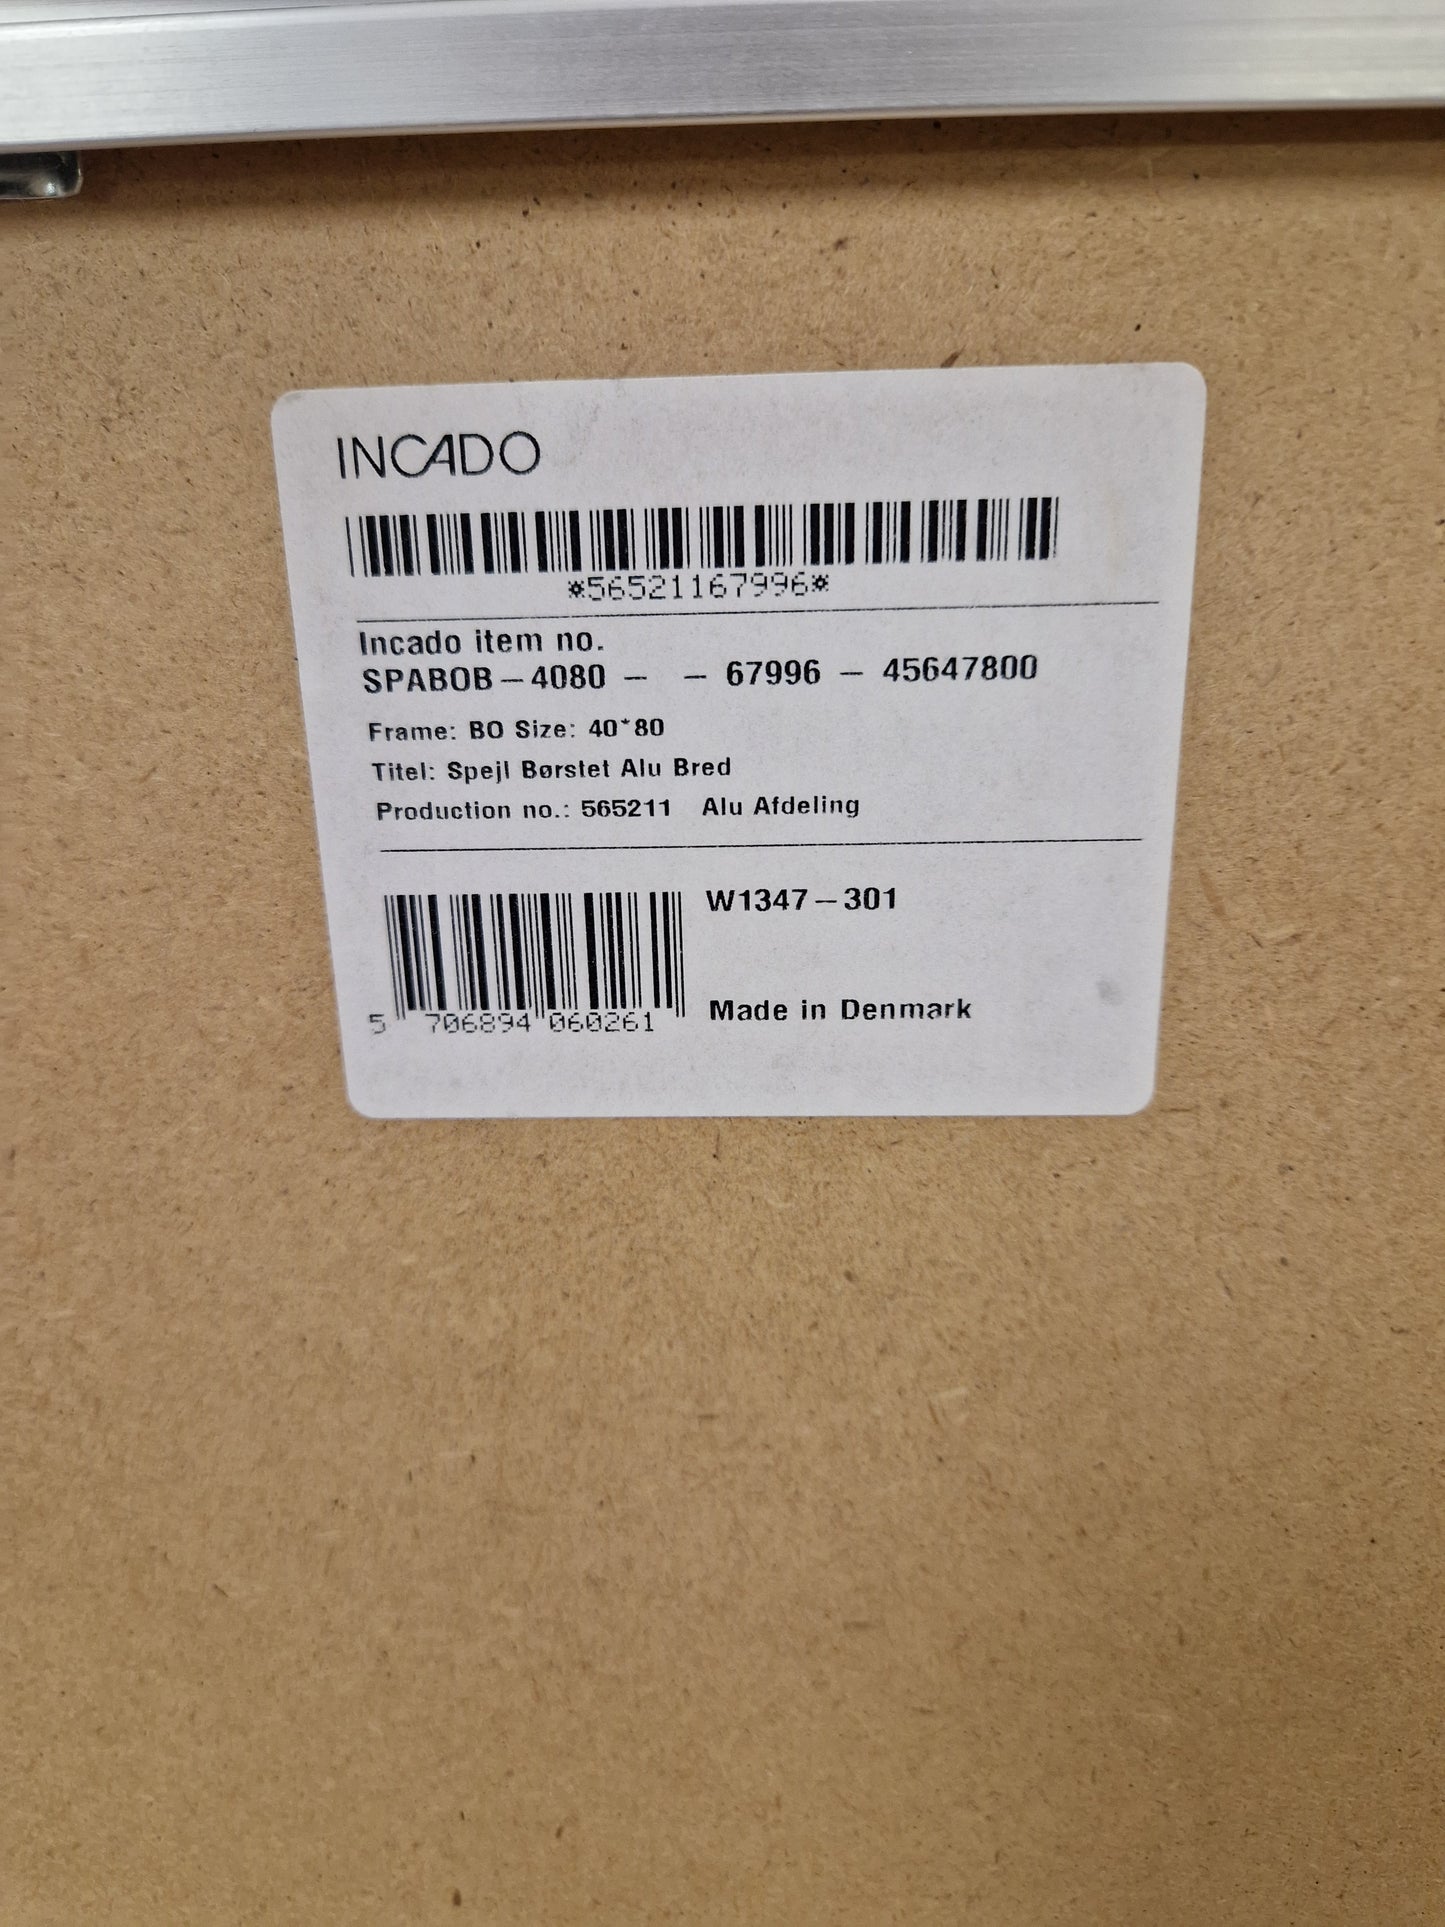 INCADO
*56521167996*
Incado item no.
SPABOB-4080 - - 67996 - 45647800
Frame: BO Size: 40*80
Titel: Spejl Børstet Alu Bred
Production no.: 565211 Alu Afdeling
W1347-301
5 706894 060261
Made in Denmark